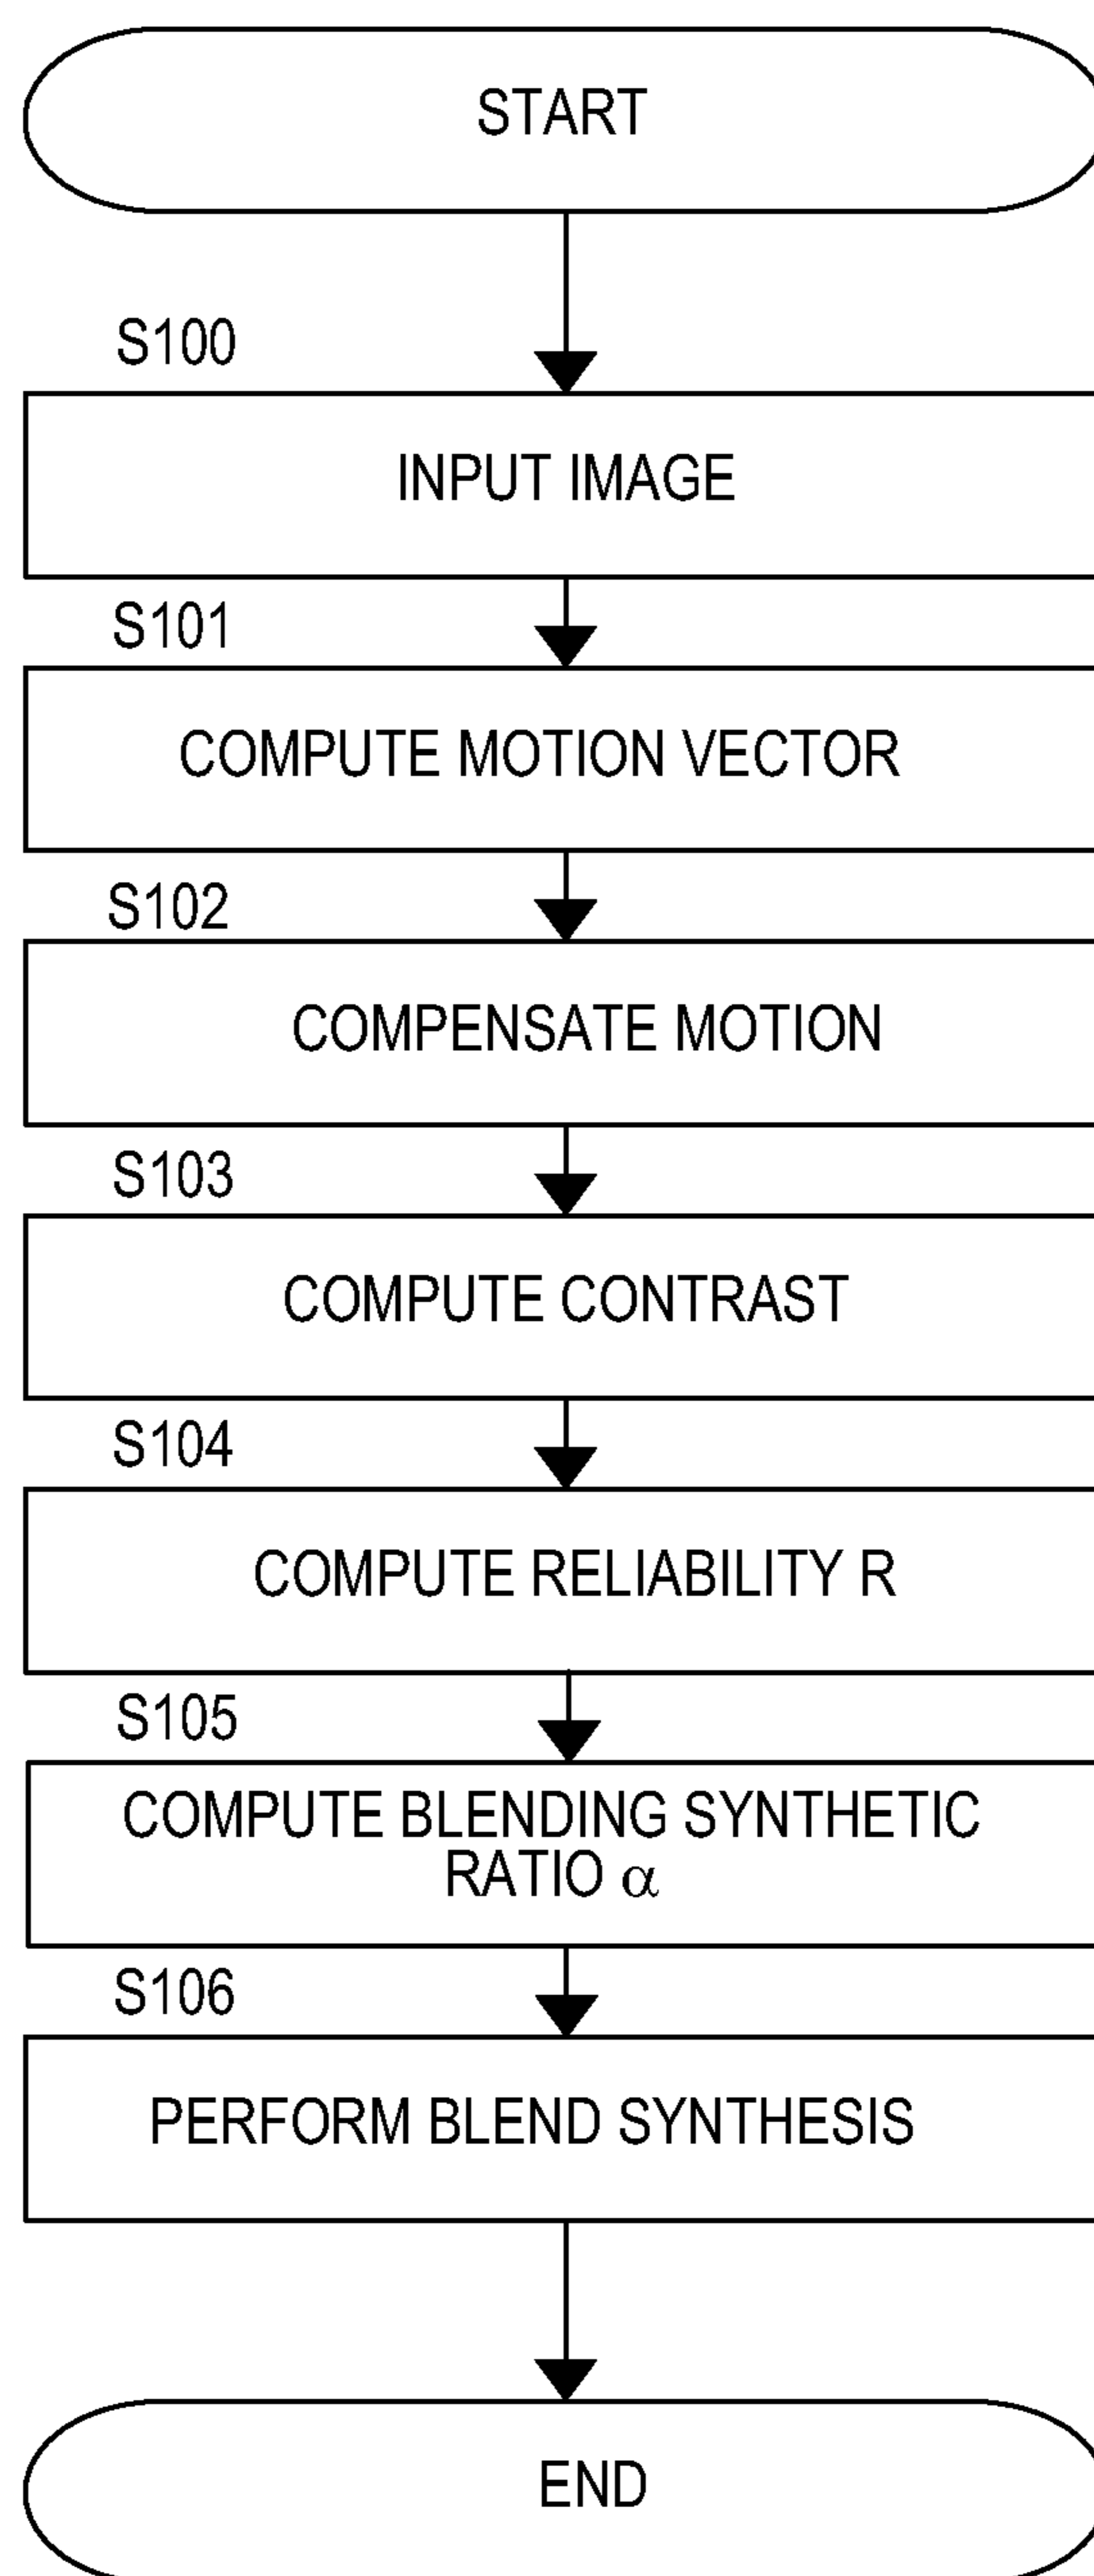 START
S100
INPUT IMAGE
S101
COMPUTE MOTION VECTOR
S102
COMPENSATE MOTION
S103
COMPUTE CONTRAST
S104
COMPUTE RELIABILITY R
S105
COMPUTE BLENDING SYNTHETIC
RATIO α
S106
PERFORM BLEND SYNTHESIS
END